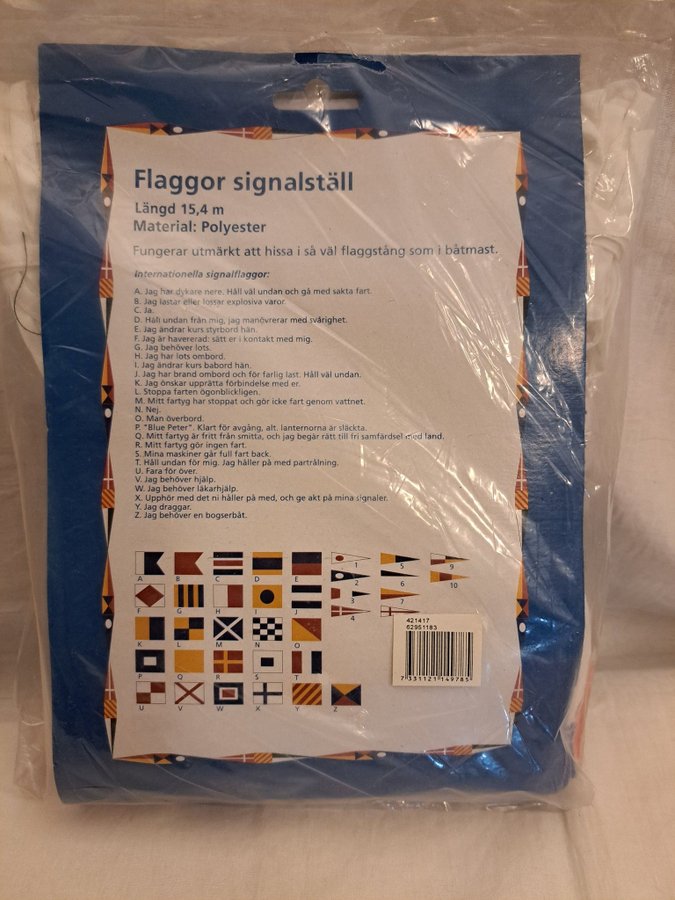 Flaggor signalställ
Längd 15,4 m
Material: Polyester
Fungerar utmärkt att hissa i så väl flaggstång som i båtmast.
Internationella signalflaggor:
A. Jag har dykare nere. Håll väl undan och gå med sakta fart.
B. Jag lastar eller lossar explosiva varor.
C. Ja.
D. Håll undan från mig, jag manövrerar med svårighet.
E. Jag ändrar kurs styrbord hän.
F. Jag är havererad: sätt er i kontact med mig.
G. Jag behöver lots.
H. Jag har lots ombord.
I. Jag ändrar kurs babord hän.
J. Jag har brand ombord och för farlig last. Håll väl undan.
K. Jag önskar upprätta förbindelse med er.
L. Stoppa farten ögonblickligen.
M. Mitt fartyg har stoppat och gör icke fart genom vattnet.
N. Nej.
O. Man överbord.
P. "Blue Peter". Klart för avgång, alt. lanternorna är släckta.
Q. Mitt fartyg är fritt från smitta, och jag begär rätt till fri samfärdsel med land.
R. Mitt fartyg gör ingen fart.
S. Mina maskiner går full fart back.
T. Håll undan för mig. Jag håller på med partrålning.
U. Fara för över.
V. Jag behöver hjälp.
W. Jag behöver läkarhjälp.
X. Upphör med det ni håller på med, och ge akt på mina signaler.
Y. Jag draggar.
Z. Jag behöver en bogserbåt.
A B C D E 1 5 9
2 6 10
F G H I J 3 7
4
K L M N O
421417
62951183
7 331121 149785
P Q R S T
U V W X Y Z